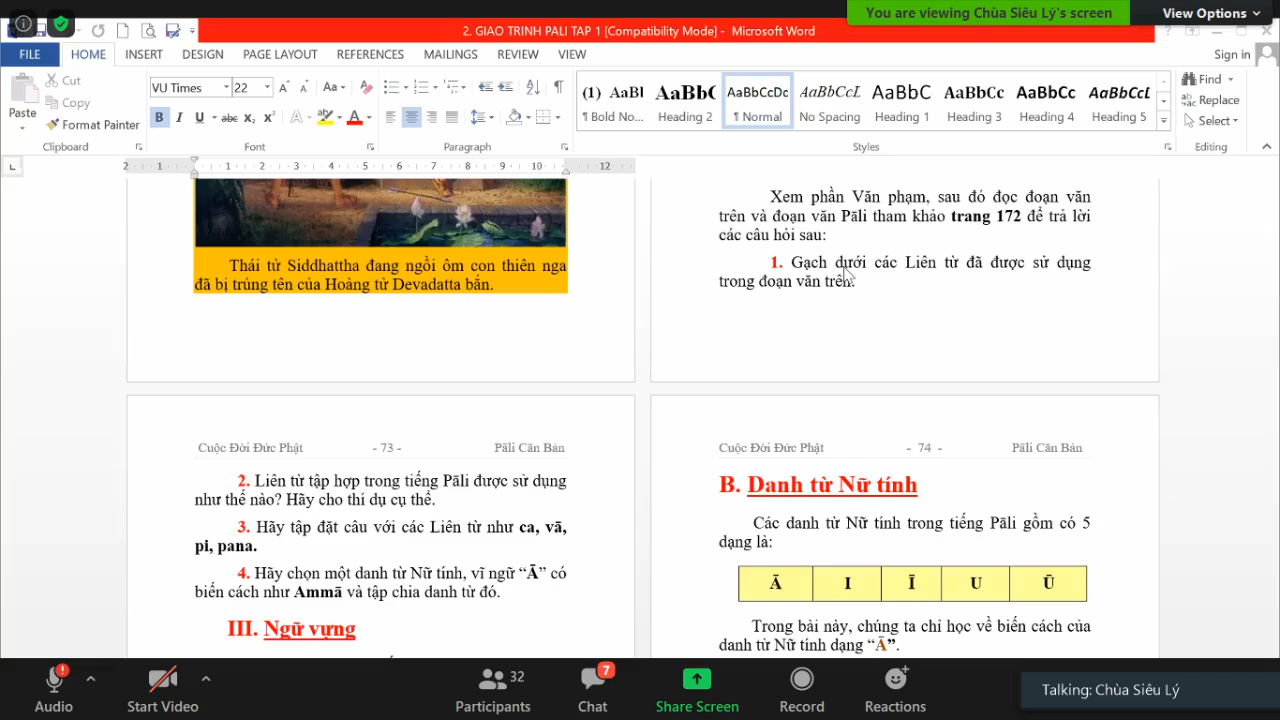 You are viewing Chùa Siêu Lý's screen
View Options
2. GIAO TRINH PALI TAP 1 [Compatibility Mode] - Microsoft Word
FILE HOME INSERT DESIGN PAGE LAYOUT REFERENCES MAILINGS REVIEW VIEW
Sign in
Paste
Cut
Copy
Format Painter
Clipboard
VU Times 22
Font
Paragraph
(1) AaBl AaBbC AaBbCcDc AaBbCcL AaBbC AaBbCc AaBbCc AaBbCcL
¶ Bold No... Heading 2 ¶ Normal No Spacing Heading 1 Heading 3 Heading 4 Heading 5
Styles
Find
Replace
Select
Editing
2 1 1 2 3 4 5 6 7 8 9 10 12
Thái tử Siddhattha đang ngồi ôm con thiên nga
đã bị trúng tên của Hoàng tử Devadatta bắn.
Xem phần Văn phạm, sau đó đọc đoạn văn
trên và đoạn văn Pāli tham khảo trang 172 để trả lời
các câu hỏi sau:
1. Gạch dưới các Liên từ đã được sử dụng
trong đoạn văn trên.
Cuộc Đời Đức Phật - 73 - Pāli Căn Bản
2. Liên từ tập hợp trong tiếng Pāli được sử dụng
như thế nào? Hãy cho thí dụ cụ thể.
3. Hãy tập đặt câu với các Liên từ như ca, vā,
pi, pana.
4. Hãy chọn một danh từ Nữ tính, vĩ ngữ “Ā” có
biến cách như Ammā và tập chia danh từ đó.
III. Ngữ vựng
Cuộc Đời Đức Phật - 74 - Pāli Căn Bản
B. Danh từ Nữ tính
Các danh từ Nữ tính trong tiếng Pāli gồm có 5
dạng là:
Ā I Ī U Ū
Trong bài này, chúng ta chỉ học về biến cách của
danh từ Nữ tính dạng “Ā”.
Audio
Start Video
Participants 32
Chat 7
Share Screen
Record
Reactions
Talking: Chùa Siêu Lý